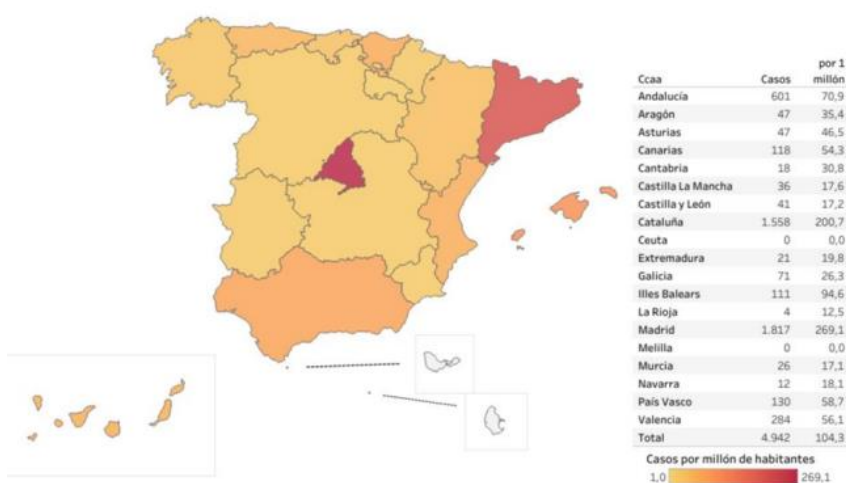 por 1
Ccaa Casos millón
Andalucía 601 70,9
Aragón 47 35,4
Asturias 47 46,5
Canarias 118 54,3
Cantabria 18 30,8
Castilla La Mancha 36 17,6
Castilla y León 41 17,2
Cataluña 1.558 200,7
Ceuta 0 0,0
Extremadura 21 19,8
Galicia 71 26,3
Illes Balears 111 94,6
La Rioja 4 12,5
Madrid 1.817 269,1
Melilla 0 0,0
Murcia 26 17,1
Navarra 12 18,1
País Vasco 130 58,7
Valencia 284 56,1
Total 4.942 104,3
Casos por millón de habitantes
1,0 269,1